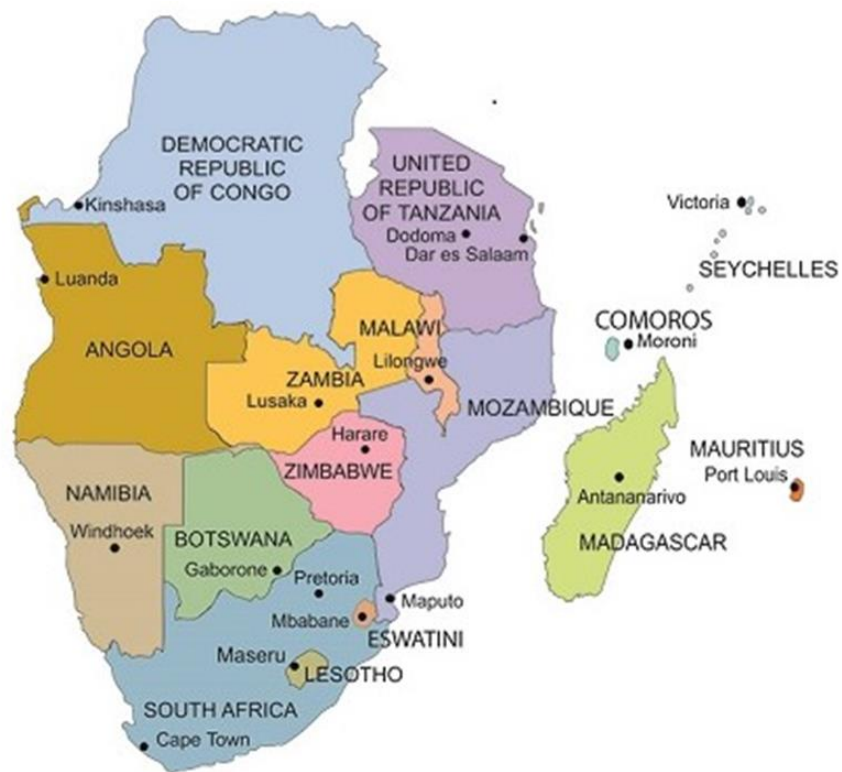 DEMOCRATIC
REPUBLIC
OF CONGO
Kinshasa
UNITED
REPUBLIC
OF TANZANIA
Dodoma
Dar es Salaam
Victoria
SEYCHELLES
Luanda
ANGOLA
MALAWI
Lilongwe
ZAMBIA
Lusaka
COMOROS
Moroni
MOZAMBIQUE
Harare
ZIMBABWE
MAURITIUS
Port Louis
Antananarivo
MADAGASCAR
NAMIBIA
Windhoek
BOTSWANA
Gaborone
Pretoria
Mbabane
Maputo
ESWATINI
Maseru
LESOTHO
SOUTH AFRICA
Cape Town